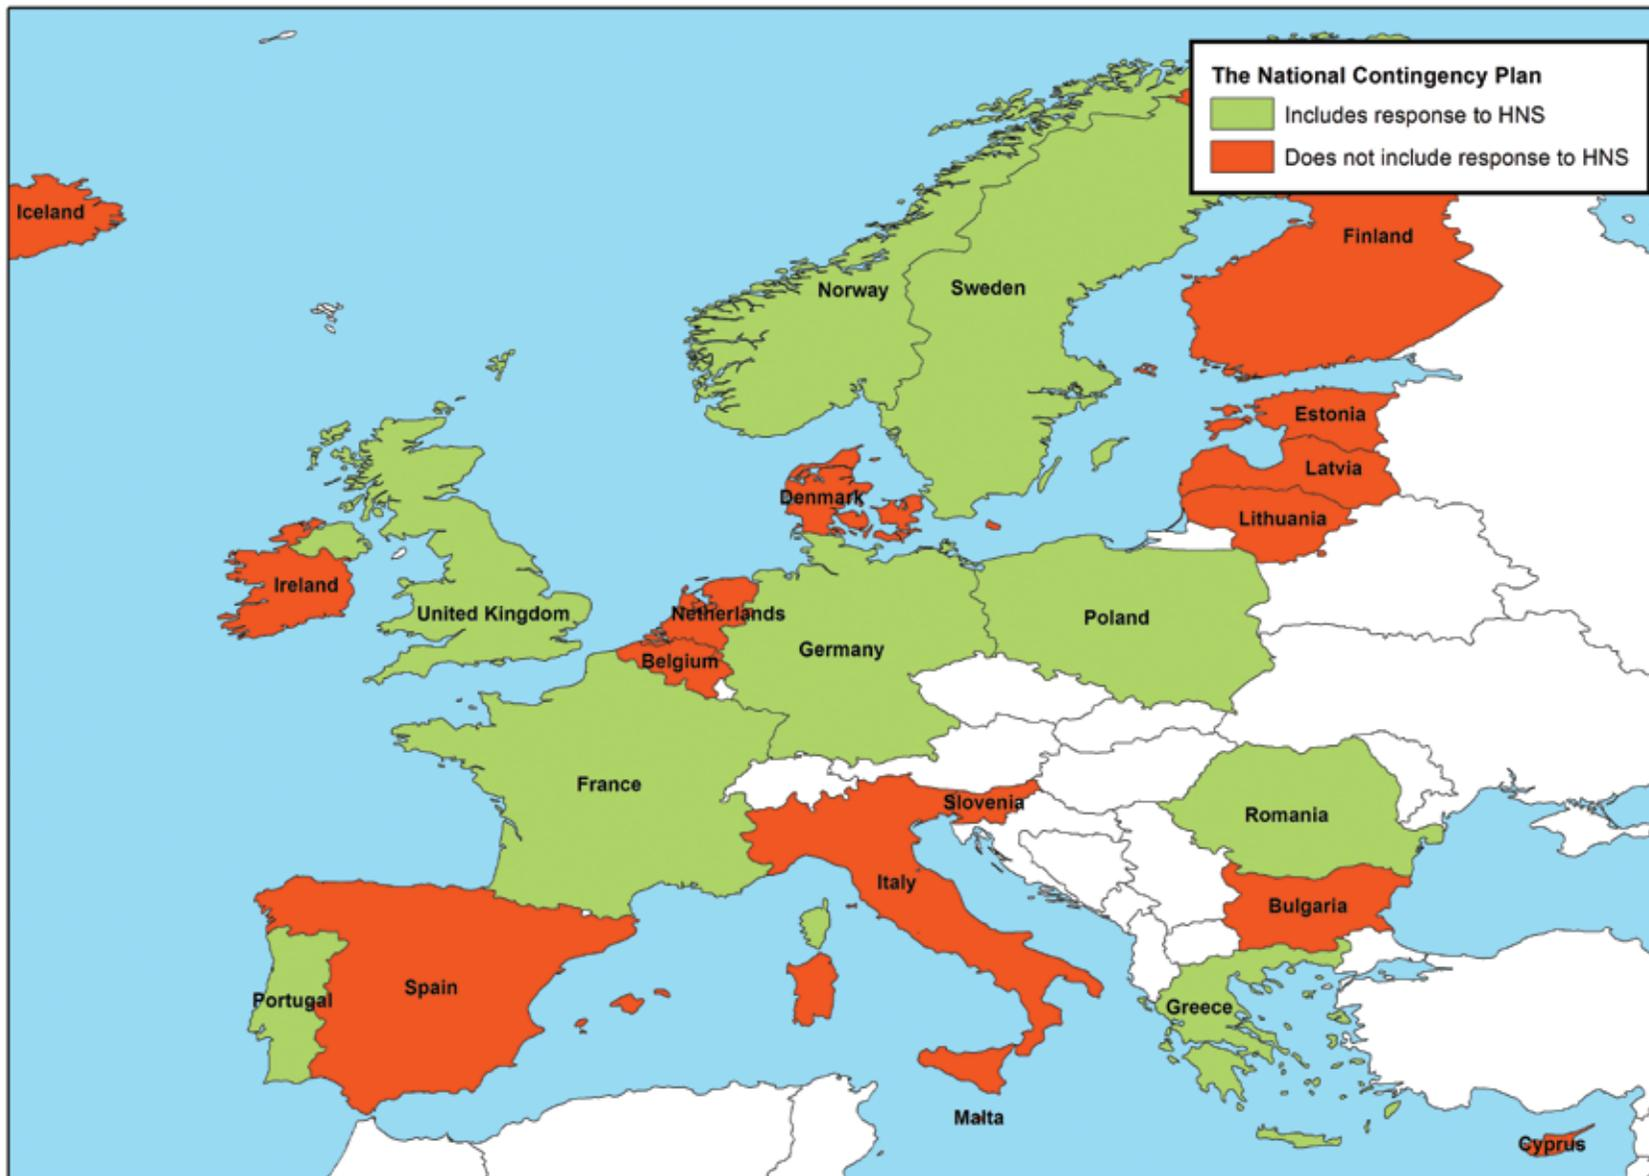 The National Contingency Plan
Includes response to HNS
Does not include response to HNS
Iceland
Finland
Norway
Sweden
Estonia
Latvia
Denmark
Lithuania
Ireland
United Kingdom
Netherlands
Poland
Germany
Belgium
France
Slovenia
Romania
Italy
Bulgaria
Spain
Portugal
Greece
Malta
Cyprus